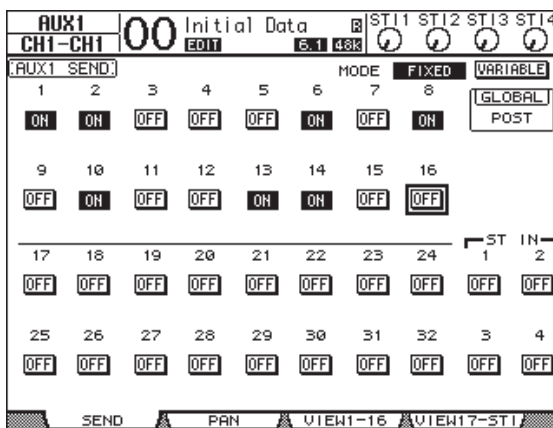 AUX1 00 Initial Data R STI1 STI2 STI3 STI4
CH1-CH1 EDIT 6.1 48K
AUX1 SEND MODE FIXED VARIABLE
1 2 3 4 5 6 7 8 GLOBAL
ON ON OFF OFF OFF ON OFF ON POST
9 10 11 12 13 14 15 16
OFF ON OFF OFF ON ON OFF OFF
ST IN
17 18 19 20 21 22 23 24 1 2
OFF OFF OFF OFF OFF OFF OFF OFF OFF OFF
25 26 27 28 29 30 31 32 3 4
OFF OFF OFF OFF OFF OFF OFF OFF OFF OFF
SEND PAN VIEW1-16 VIEW17-STI